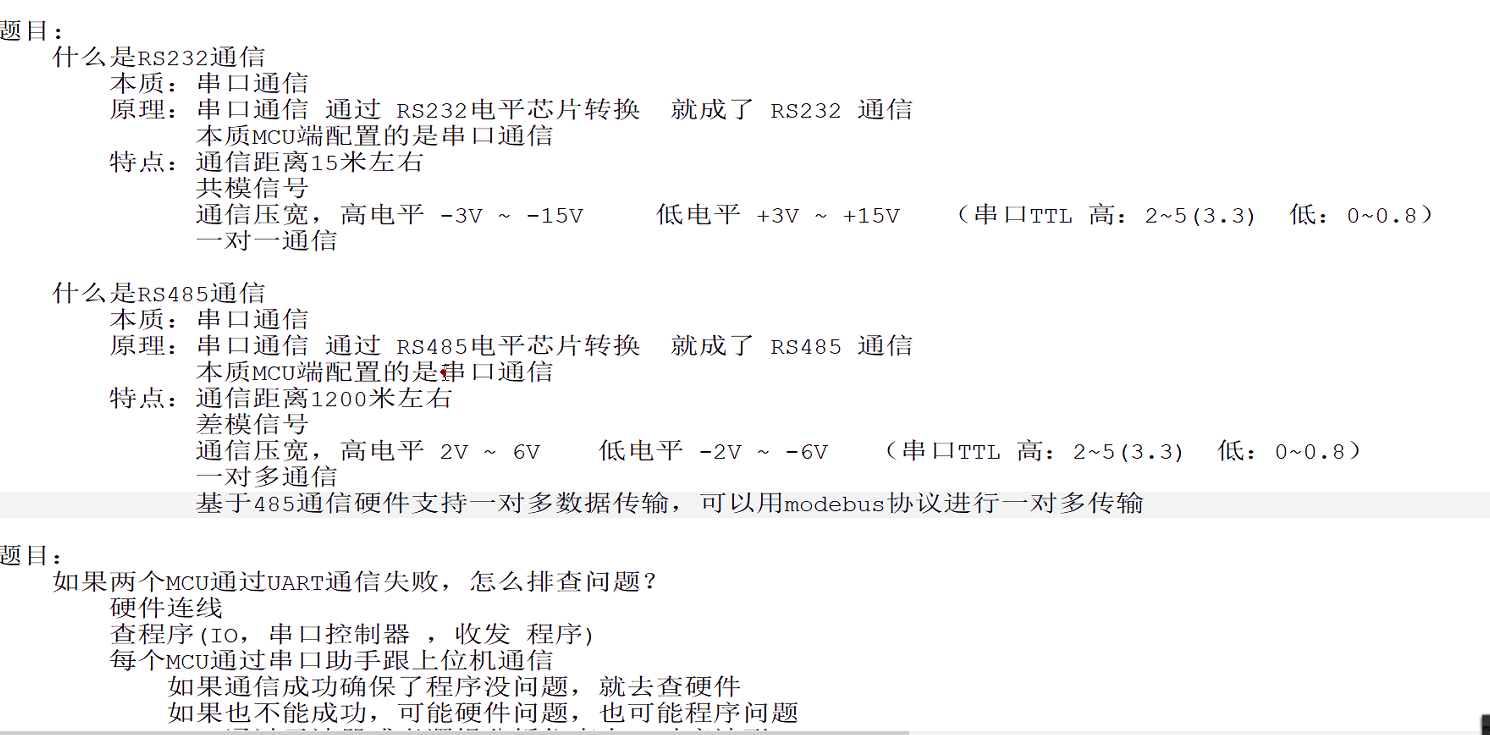 题目：
什么是RS232通信
本质：串口通信
原理：串口通信 通过 RS232电平芯片转换  就成了 RS232 通信
本质MCU端配置的是串口通信
特点：通信距离15米左右
共模信号
通信压宽，高电平 -3V ~ -15V     低电平 +3V ~ +15V   （串口TTL 高：2~5(3.3)  低：0~0.8）
一对一通信
什么是RS485通信
本质：串口通信
原理：串口通信 通过 RS485电平芯片转换  就成了 RS485 通信
本质MCU端配置的是串口通信
特点：通信距离1200米左右
差模信号
通信压宽，高电平 2V ~ 6V    低电平 -2V ~ -6V   （串口TTL 高：2~5(3.3)  低：0~0.8）
一对多通信
基于485通信硬件支持一对多数据传输，可以用modebus协议进行一对多传输
题目：
如果两个MCU通过UART通信失败，怎么排查问题？
硬件连线
查程序(IO，串口控制器 ，收发 程序)
每个MCU通过串口助手跟上位机通信
如果通信成功确保了程序没问题，就去查硬件
如果也不能成功，可能硬件问题，也可能程序问题